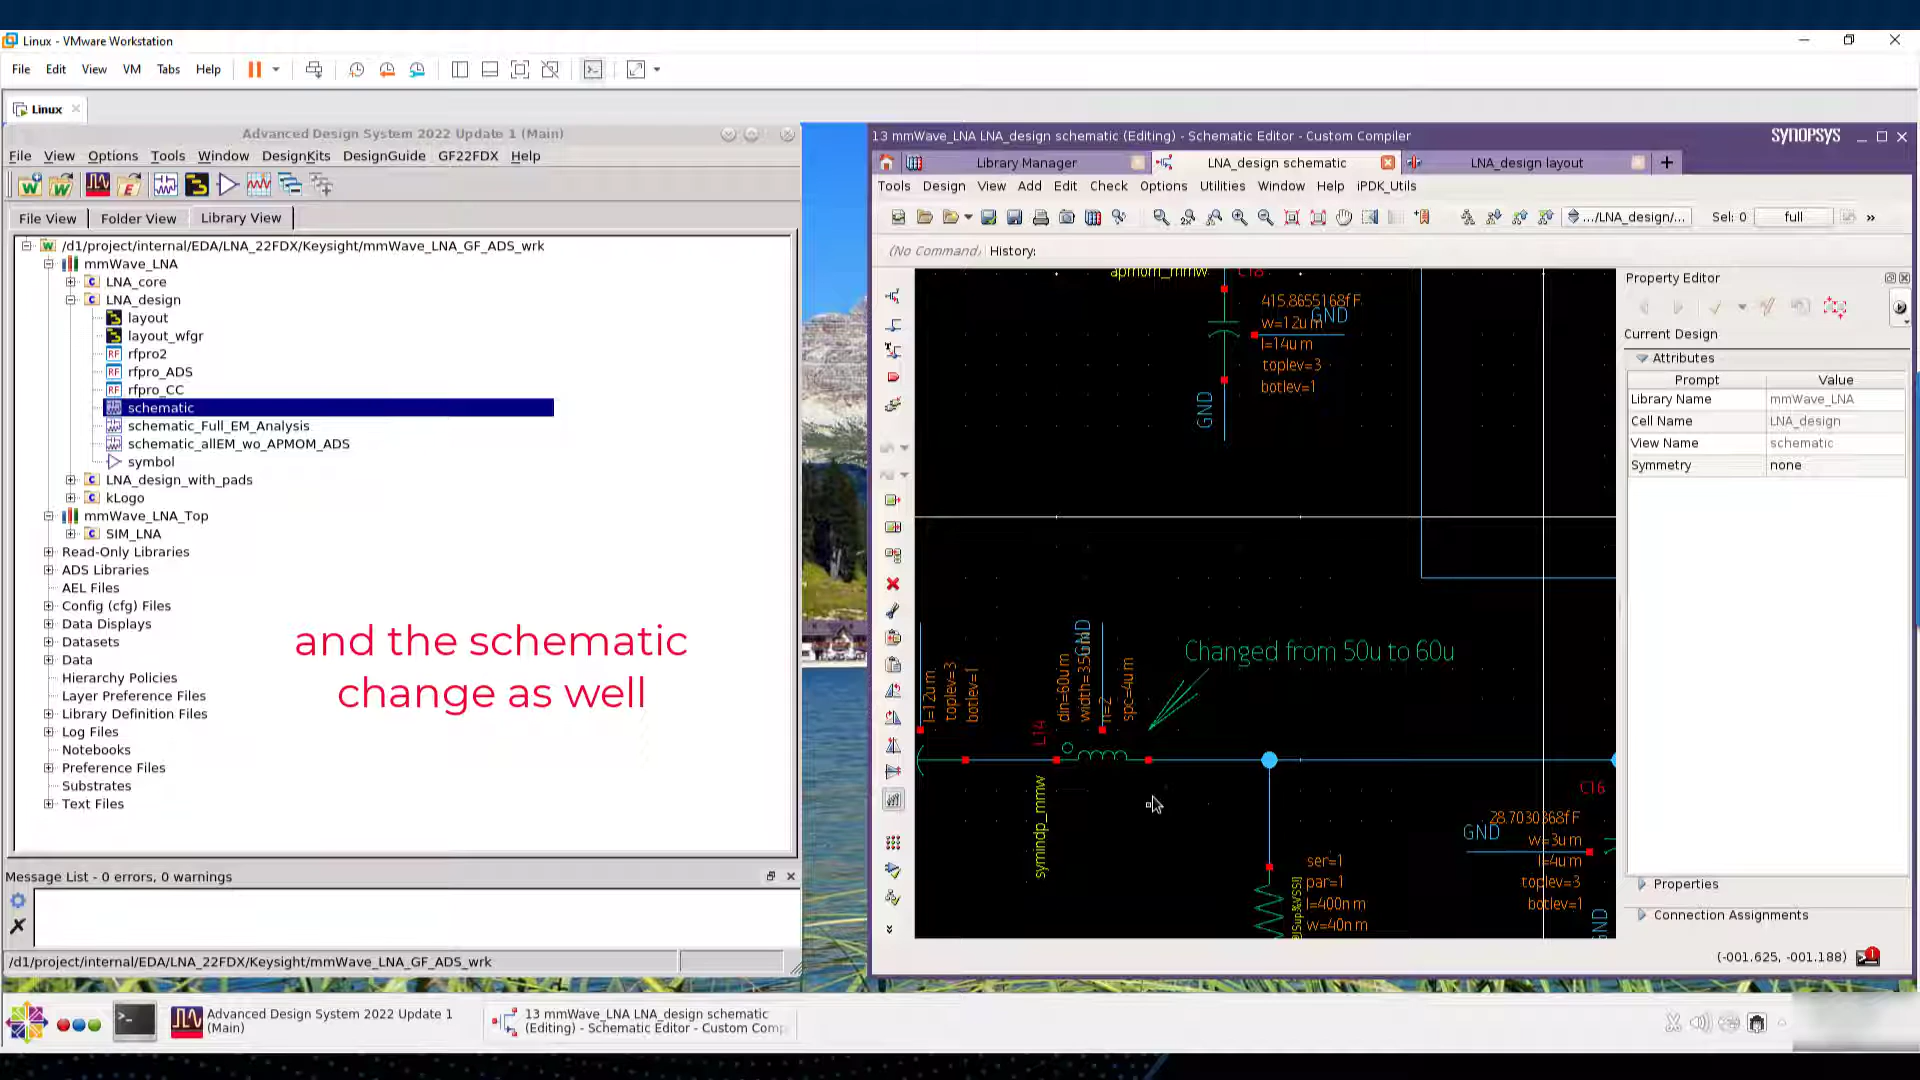 Linux - VMware Workstation
File Edit View VM Tabs Help
Linux
Advanced Design System 2022 Update 1 (Main)
File View Options Tools Window DesignKits DesignGuide GF22FDX Help
File View Folder View Library View
/d1/project/internal/EDA/LNA_22FDX/Keysight/mmWave_LNA_GF_ADS_wrk
mmWave_LNA
LNA_core
LNA_design
layout
layout_wfgr
rfpro2
rfpro_ADS
rfpro_CC
schematic
schematic_Full_EM_Analysis
schematic_allEM_wo_APMOM_ADS
symbol
LNA_design_with_pads
kLogo
mmWave_LNA_Top
SIM_LNA
Read-Only Libraries
ADS Libraries
AEL Files
Config (cfg) Files
Data Displays
Datasets
Data
Hierarchy Policies
Layer Preference Files
Library Definition Files
Log Files
Notebooks
Preference Files
Substrates
Text Files
and the schematic
change as well
Message List - 0 errors, 0 warnings
/d1/project/internal/EDA/LNA_22FDX/Keysight/mmWave_LNA_GF_ADS_wrk
13 mmWave_LNA LNA_design schematic (Editing) - Schematic Editor - Custom Compiler
SYNOPSYS
Library Manager LNA_design schematic LNA_design layout
Tools Design View Add Edit Check Options Utilities Window Help iPDK_Utils
.../LNA_design/... Sel: 0 full
(No Command) History:
apmom_mmw C18
415.8655168fF
w=12um
GND
l=14um
toplev=3
botlev=1
GND
Changed from 50u to 60u
l=12um
toplev=3
botlev=1
L14
din=60um
GND
n=2
spc=4um
symindp_mmw
C16
GND
w=3um
l=4um
toplev=3
botlev=1
GND
ser=1
par=1
l=400nm
w=40nm
Property Editor
Current Design
Attributes
Prompt Value
Library Name mmWave_LNA
Cell Name LNA_design
View Name schematic
Symmetry none
Properties
Connection Assignments
(-001.625, -001.188)
1
Advanced Design System 2022 Update 1
(Main)
13 mmWave_LNA LNA_design schematic
(Editing) - Schematic Editor - Custom Comp